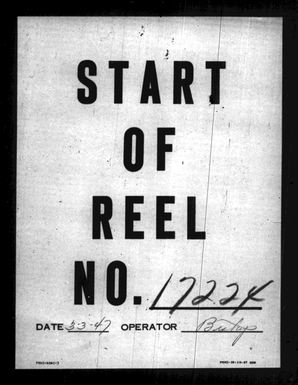 START
OF
REEL
NO. 17224
DATE 3-3-47 OPERATOR